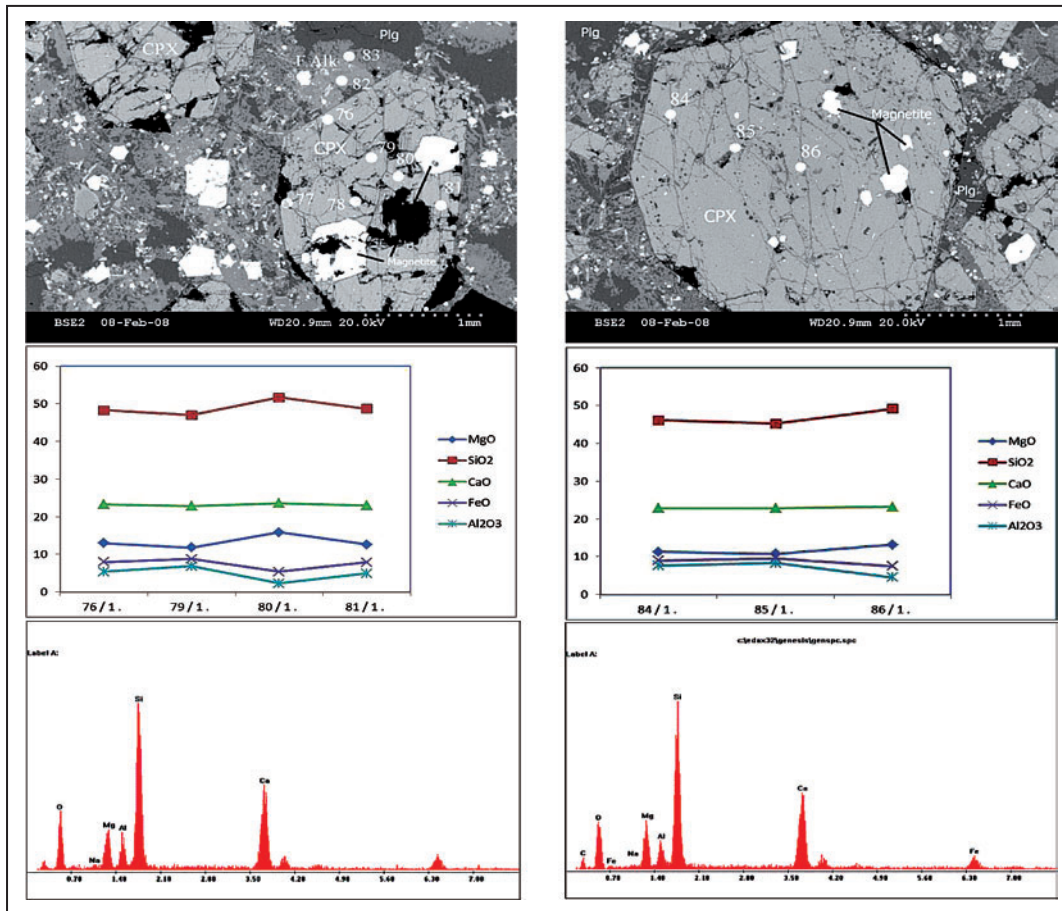 CPX
Plg
F Alk
83
82
76
CPX
79
80
77
78
81
Magnetite
BSE2 08-Feb-08 WD20.9mm 20.0kV 1mm
Plg
84
85
86
Magnetite
CPX
Plg
BSE2 08-Feb-08 WD20.9mm 20.0kV 1mm
60
50
40
30
20
10
0
76/1. 79/1. 80/1. 81/1.
MgO
SiO2
CaO
FeO
Al2O3
60
50
40
30
20
10
0
84/1. 85/1. 86/1.
MgO
SiO2
CaO
FeO
Al2O3
Label A:
Si
Ca
O
Mg
Al
Na
0.70 1.40 2.10 2.80 3.50 4.20 4.90 5.60 6.30 7.00
c:\edax32\genesis\genspc.spc
Label A:
Si
Ca
O
Mg
Al
C
Fe
Na
Fe
0.70 1.40 2.10 2.80 3.50 4.20 4.90 5.60 6.30 7.00